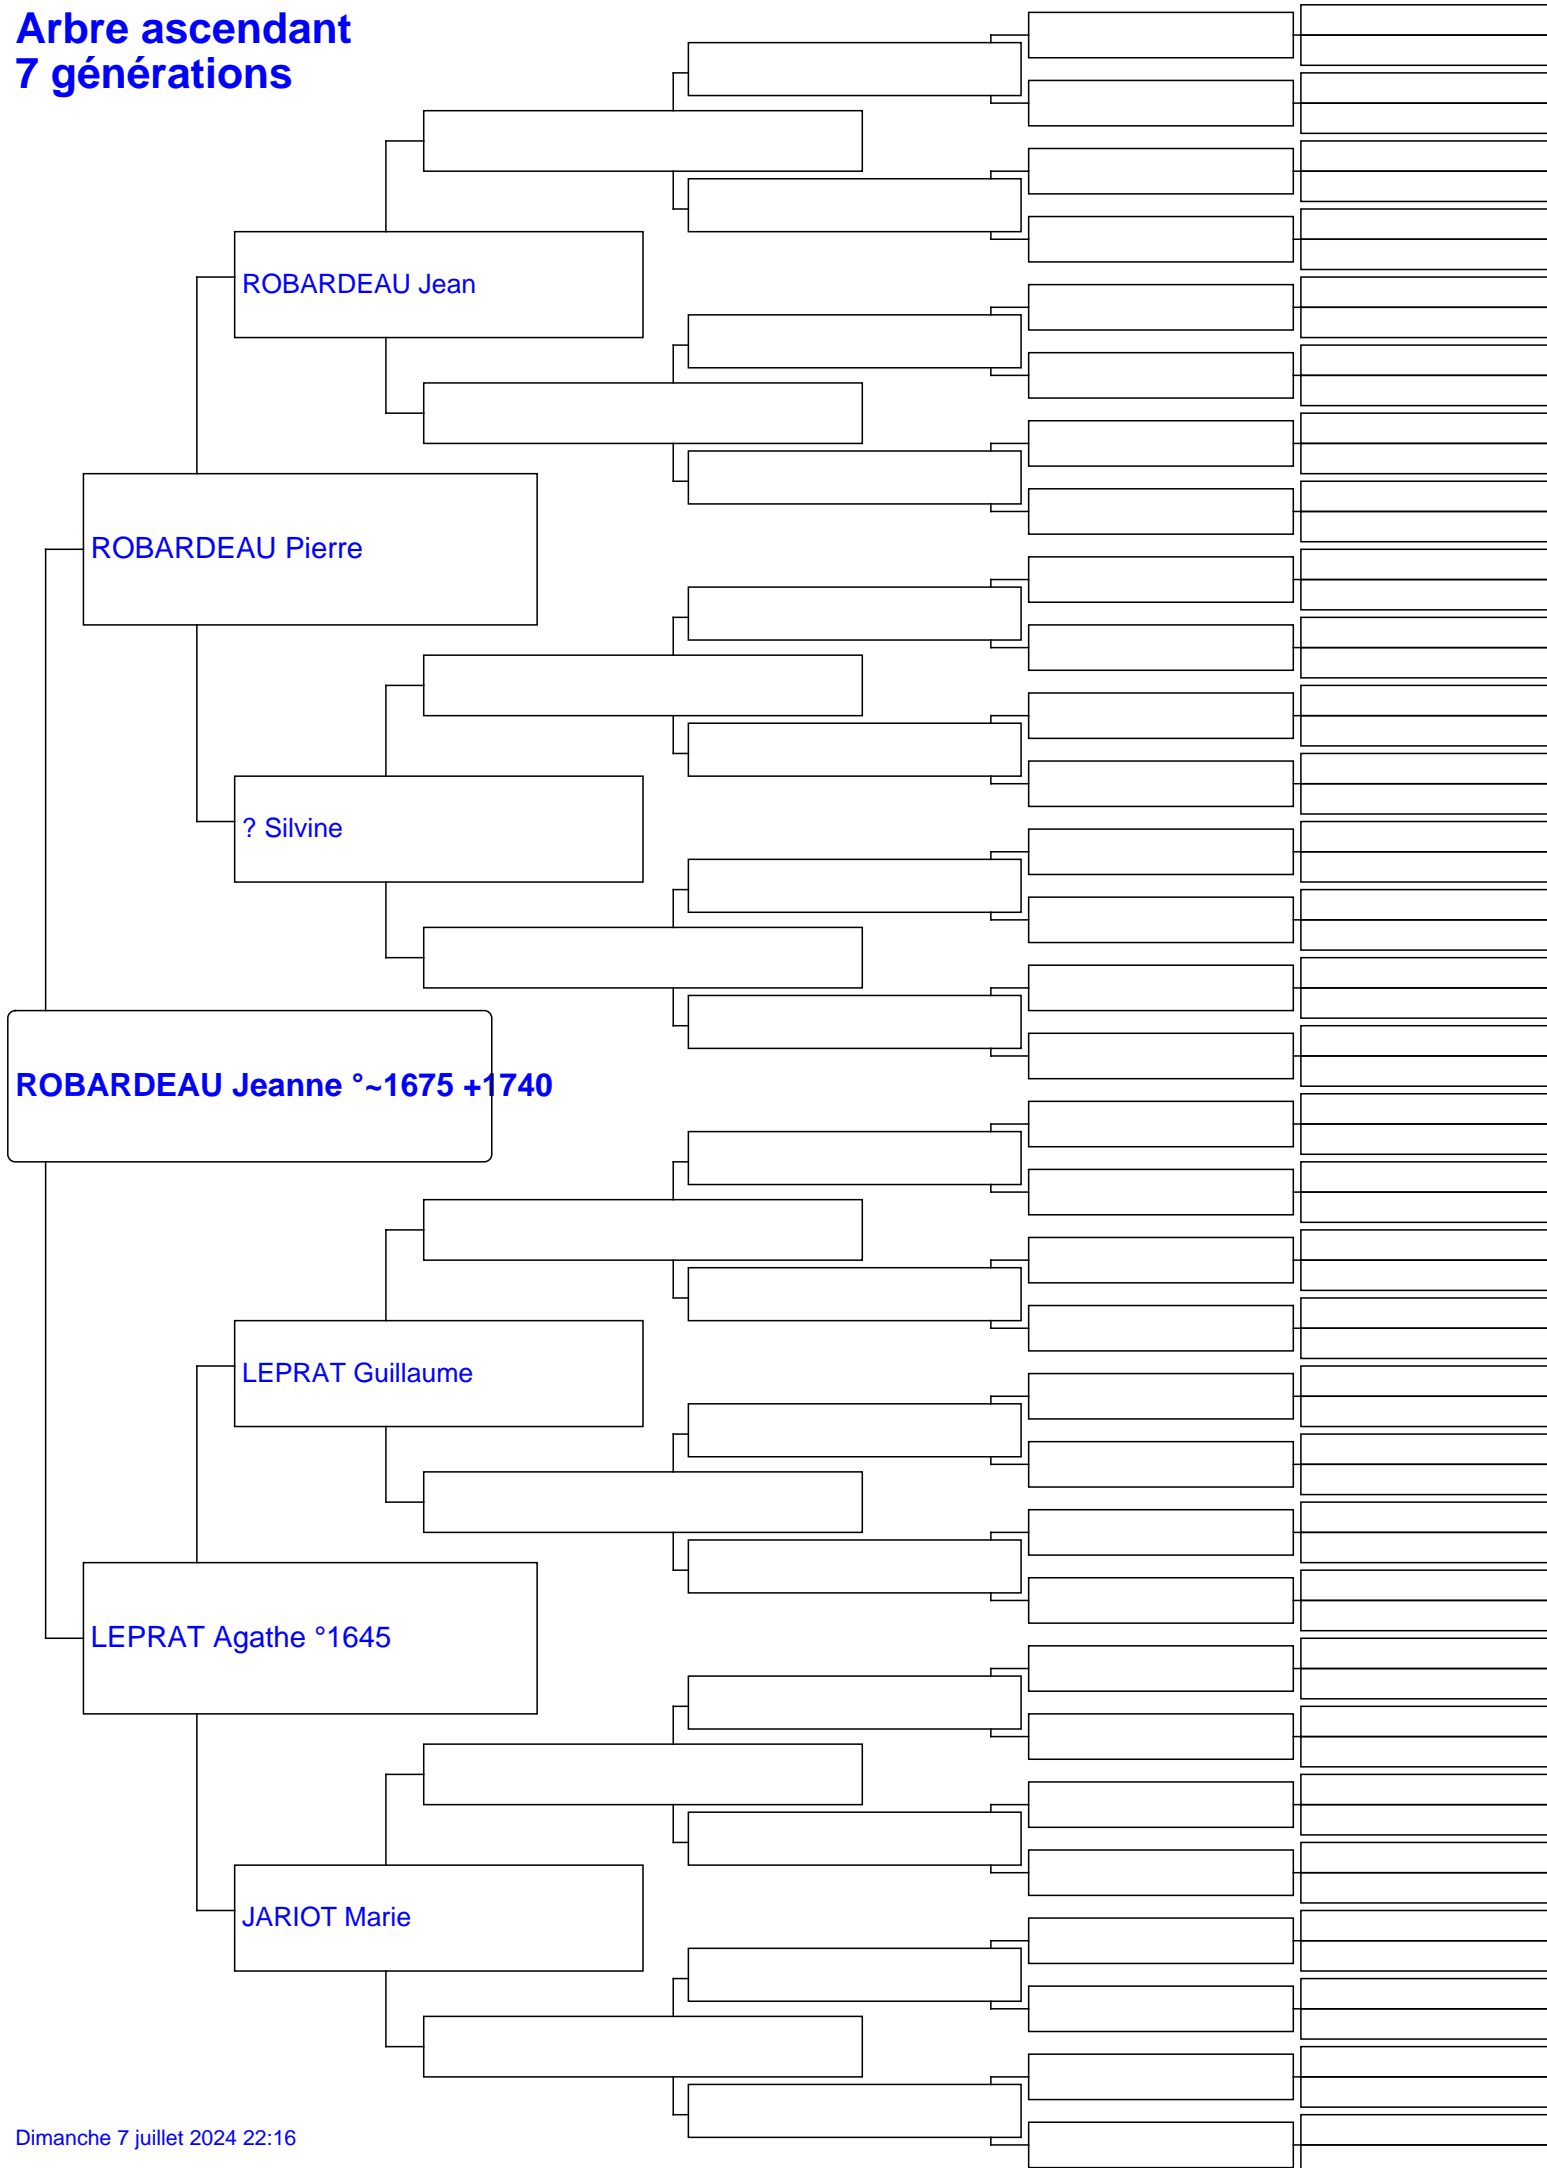 Arbre ascendant
7 générations
ROBARDEAU Jean
ROBARDEAU Pierre
? Silvine
ROBARDEAU Jeanne °~1675 +1740
LEPRAT Guillaume
LEPRAT Agathe °1645
JARIOT Marie
Dimanche 7 juillet 2024 22:16